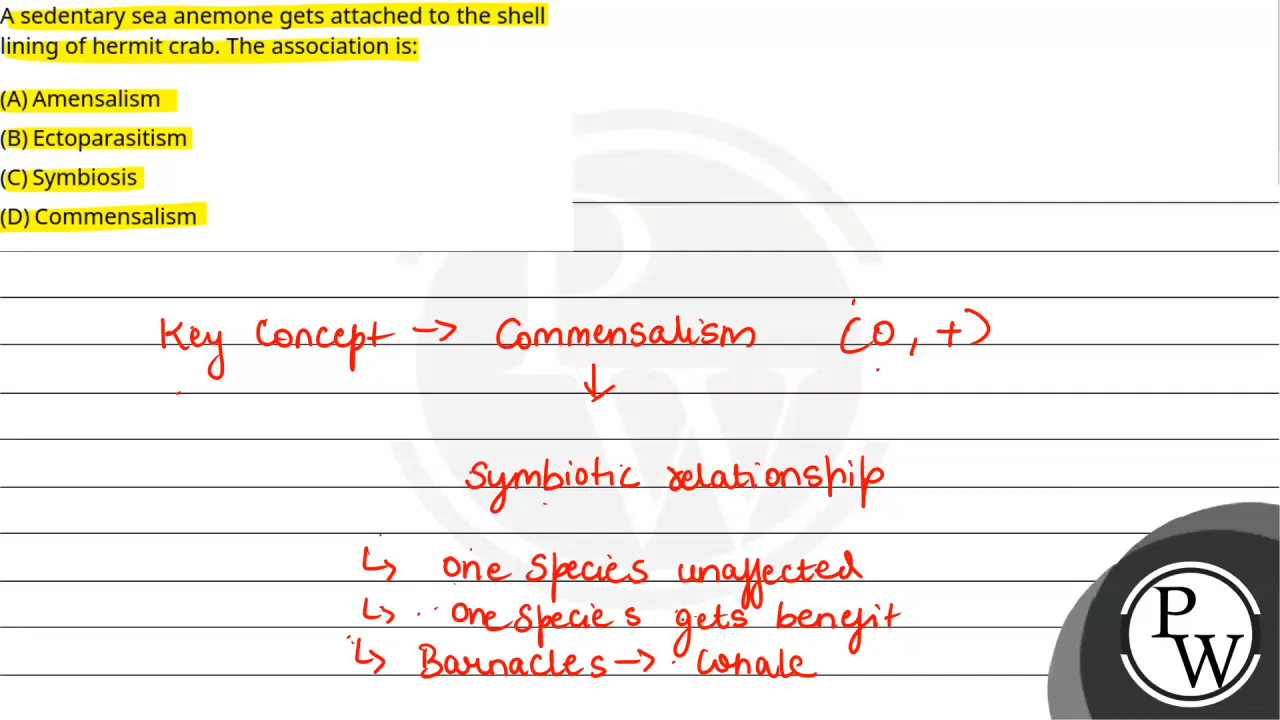 A sedentary sea anemone gets attached to the shell
lining of hermit crab. The association is:
(A) Amensalism
(B) Ectoparasitism
(C) Symbiosis
(D) Commensalism
Key Concept → Commensalism (0, +)
↓
Symbiotic relationship
↳ One Species unaffected
↳ One Species gets benefit
↳ Barnacles → whale
P
W
P
W